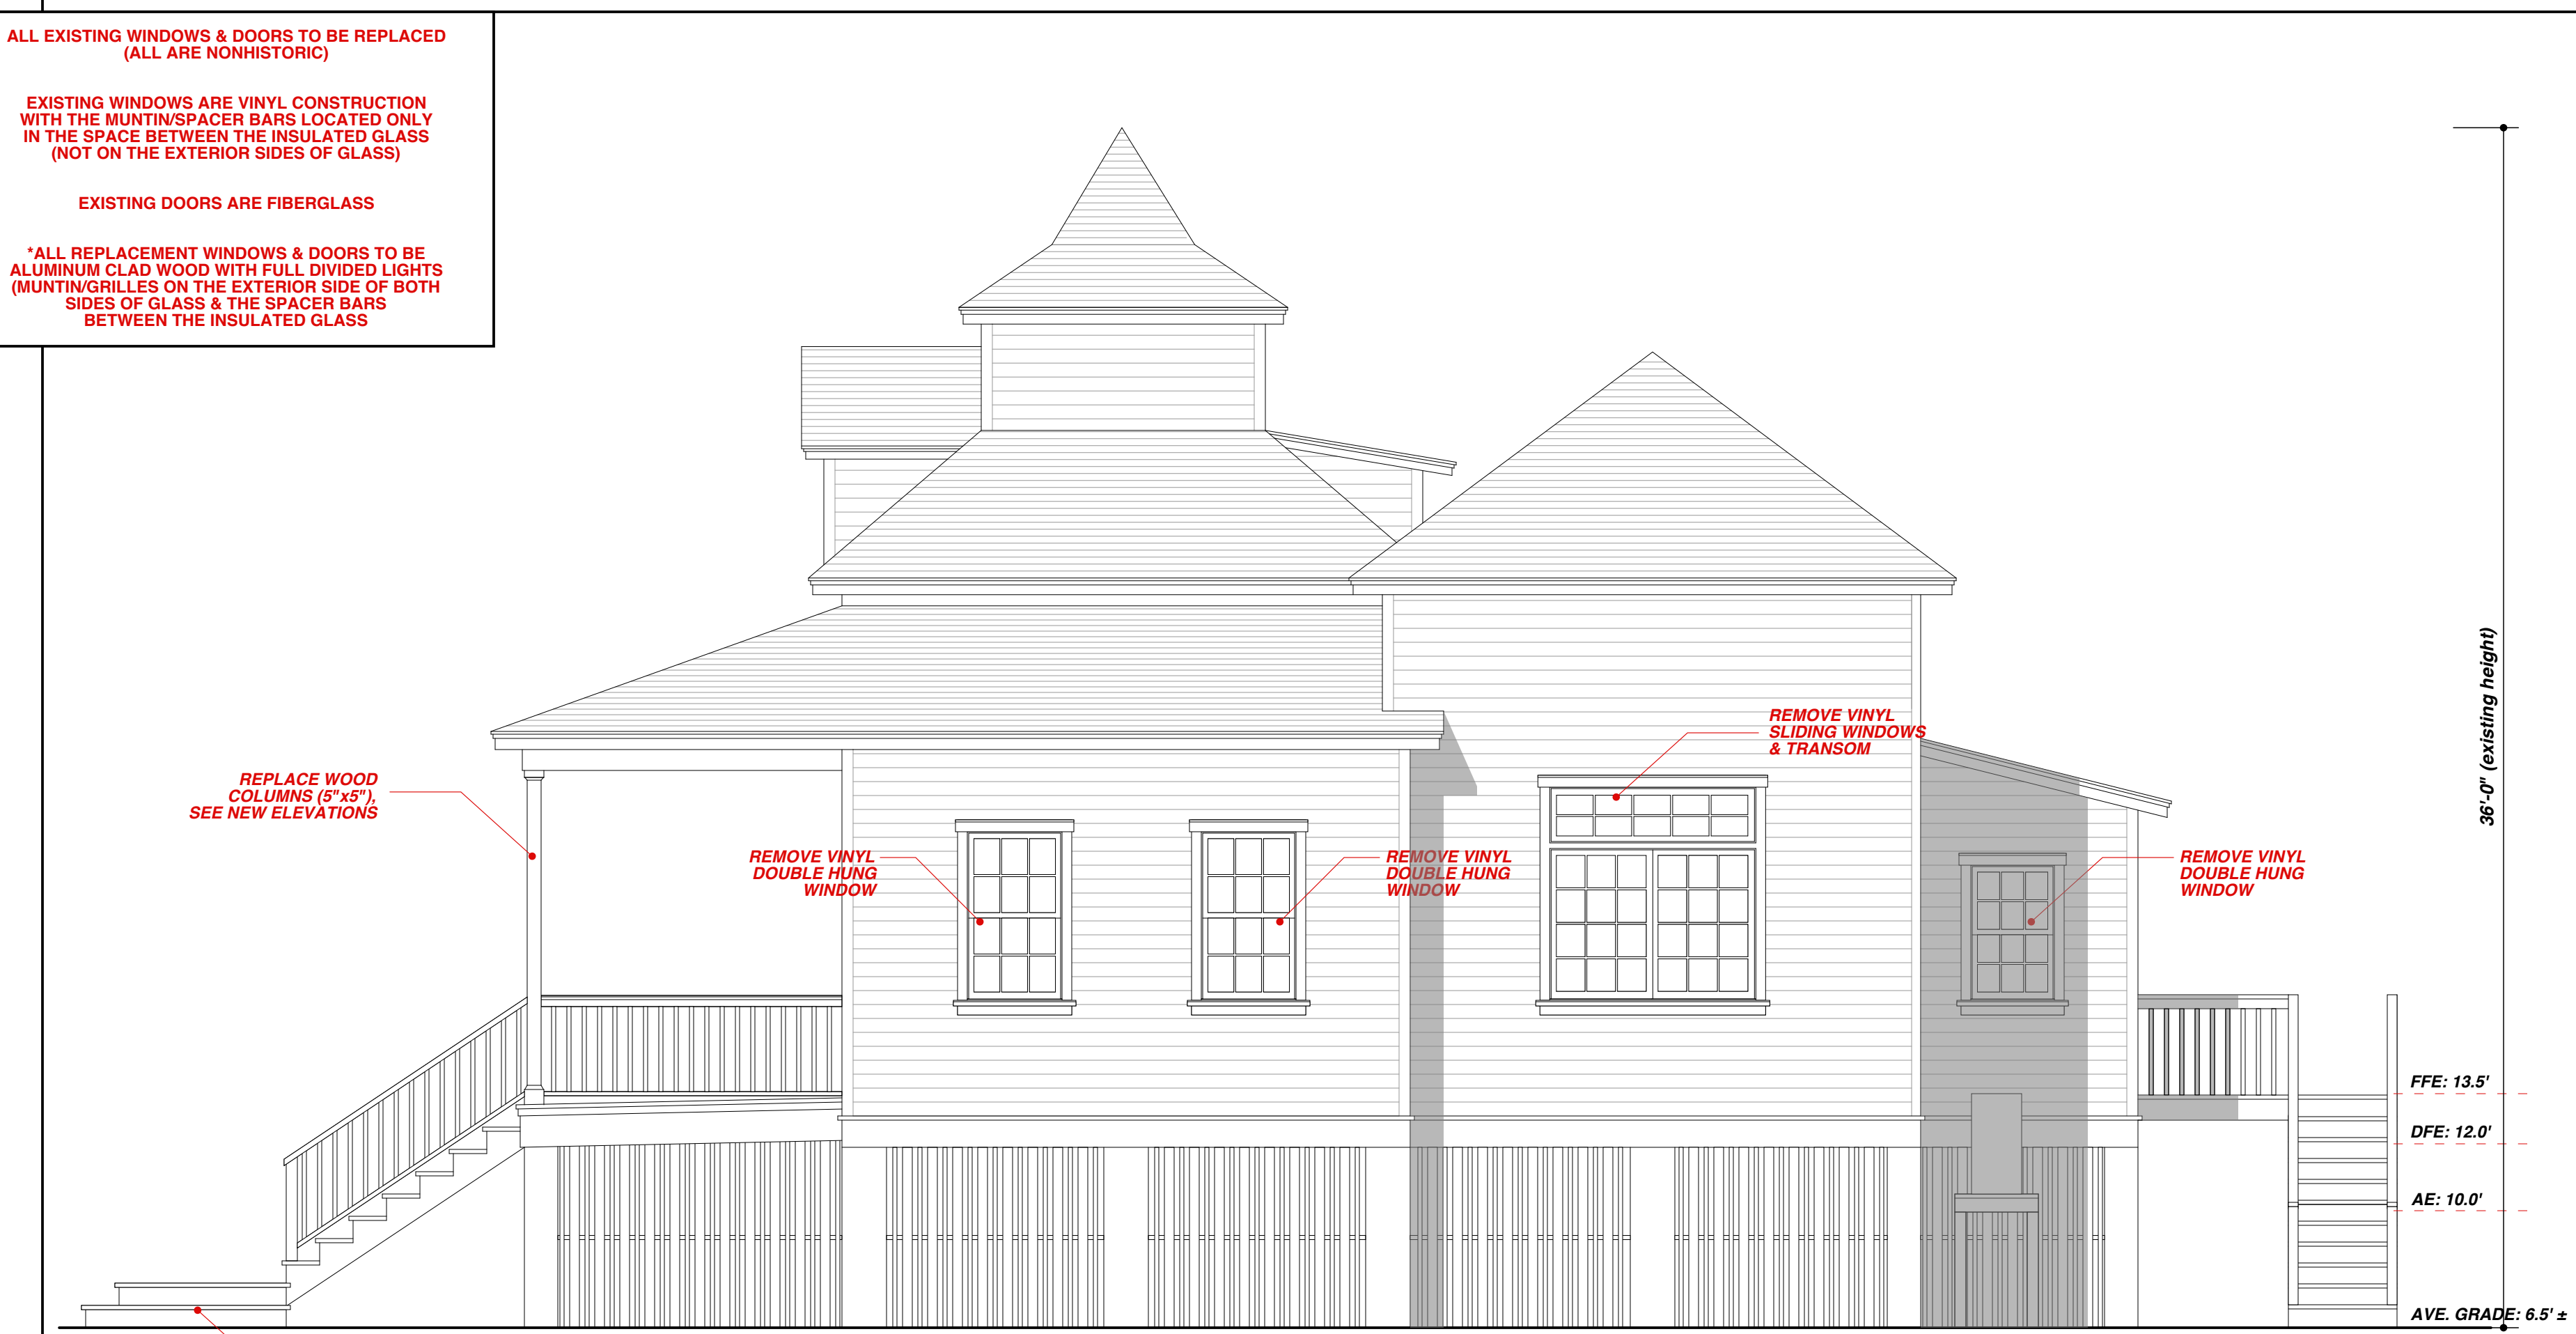 ALL EXISTING WINDOWS & DOORS TO BE REPLACED
(ALL ARE NONHISTORIC)
EXISTING WINDOWS ARE VINYL CONSTRUCTION
WITH THE MUNTIN/SPACER BARS LOCATED ONLY
IN THE SPACE BETWEEN THE INSULATED GLASS
(NOT ON THE EXTERIOR SIDES OF GLASS)
EXISTING DOORS ARE FIBERGLASS
*ALL REPLACEMENT WINDOWS & DOORS TO BE
ALUMINUM CLAD WOOD WITH FULL DIVIDED LIGHTS
(MUNTIN/GRILLES ON THE EXTERIOR SIDE OF BOTH
SIDES OF GLASS & THE SPACER BARS
BETWEEN THE INSULATED GLASS
REPLACE WOOD
COLUMNS (5"x5"),
SEE NEW ELEVATIONS
REMOVE VINYL
DOUBLE HUNG
WINDOW
REMOVE VINYL
DOUBLE HUNG
WINDOW
REMOVE VINYL
SLIDING WINDOWS
& TRANSOM
REMOVE VINYL
DOUBLE HUNG
WINDOW
36'-0" (existing height)
FFE: 13.5'
DFE: 12.0'
AE: 10.0'
AVE. GRADE: 6.5' ±